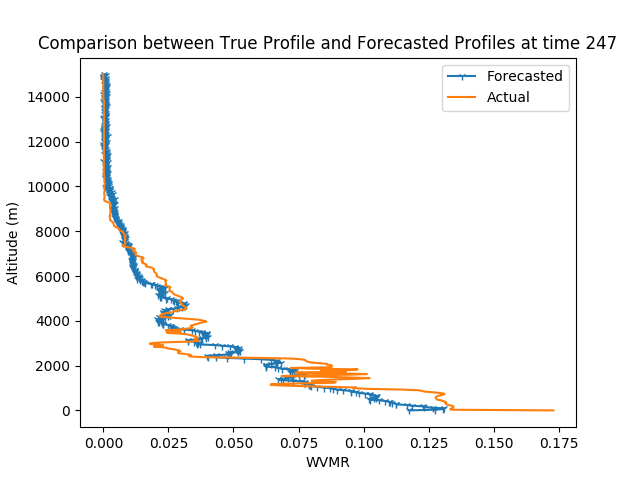 Comparison between True Profile and Forecasted Profiles at time 247
Forecasted
Actual
14000
12000
10000
8000
6000
4000
2000
0
Altitude (m)
0.000 0.025 0.050 0.075 0.100 0.125 0.150 0.175
WVMR